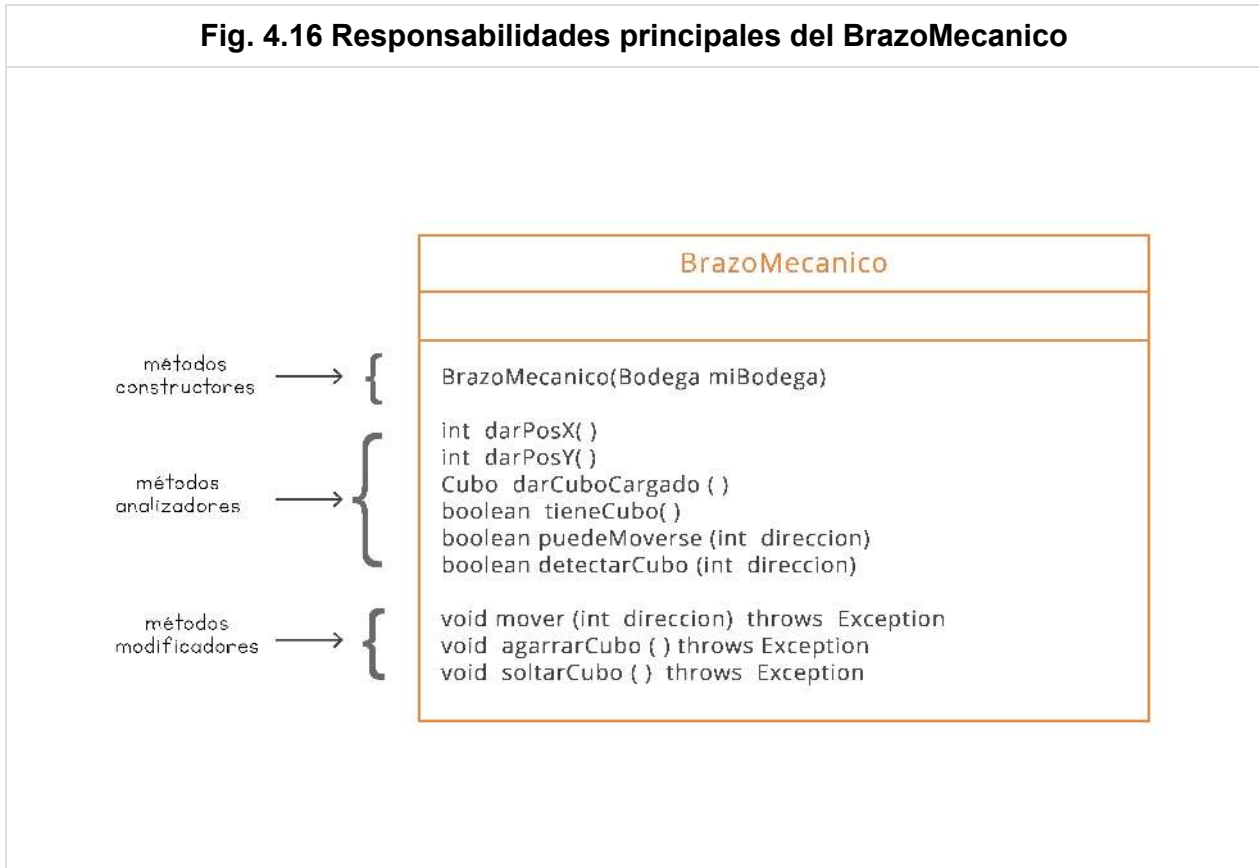 Fig. 4.16 Responsabilidades principales del BrazoMecanico
BrazoMecanico
métodos
constructores
BrazoMecanico(Bodega miBodega)
métodos
analizadores
int darPosX( )
int darPosY( )
Cubo darCuboCargado ( )
boolean tieneCubo( )
boolean puedeMoverse (int direccion)
boolean detectarCubo (int direccion)
métodos
modificadores
void mover (int direccion) throws Exception
void agarrarCubo ( ) throws Exception
void soltarCubo ( ) throws Exception